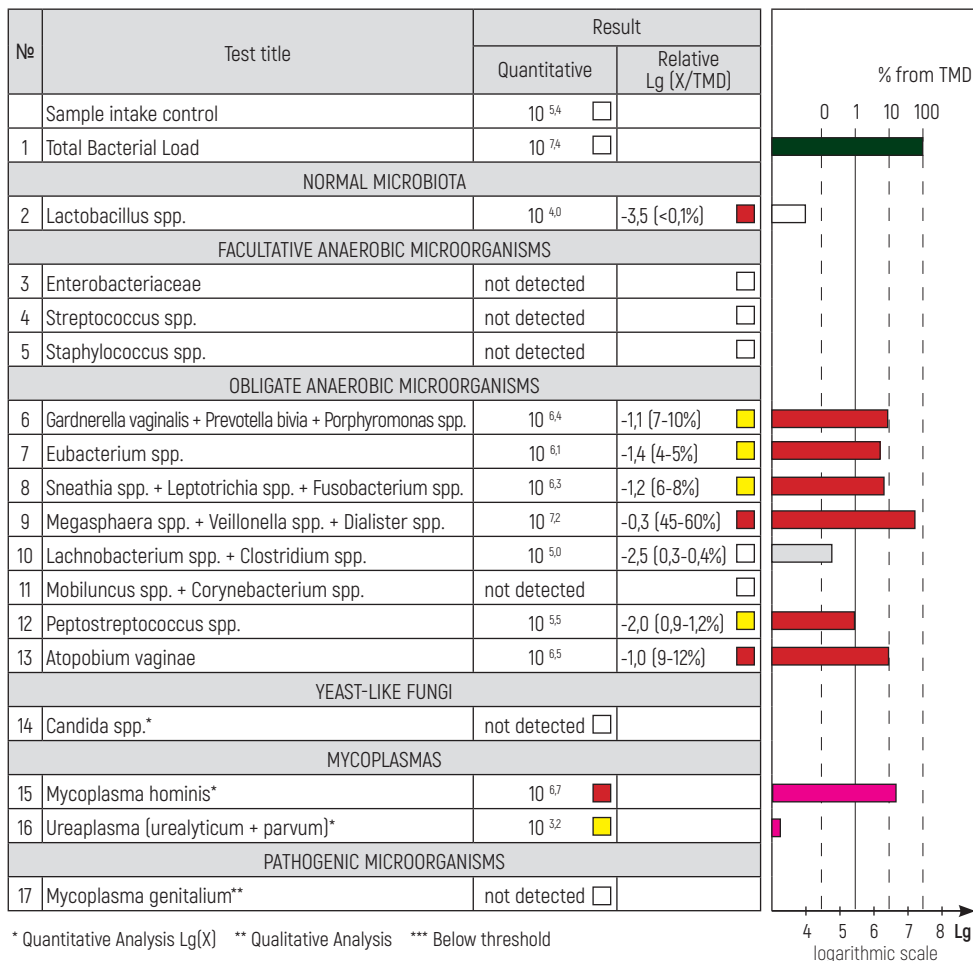 № Test title Result
Quantitative Relative Lg (X/TMD)
% from TMD
0 1 10 100
Sample intake control 10 5,4
1 Total Bacterial Load 10 7,4
NORMAL MICROBIOTA
2 Lactobacillus spp. 10 4,0 -3,5 (<0,1%)
FACULTATIVE ANAEROBIC MICROORGANISMS
3 Enterobacteriaceae not detected
4 Streptococcus spp. not detected
5 Staphylococcus spp. not detected
OBLIGATE ANAEROBIC MICROORGANISMS
6 Gardnerella vaginalis + Prevotella bivia + Porphyromonas spp. 10 6,4 -1,1 (7-10%)
7 Eubacterium spp. 10 6,1 -1,4 (4-5%)
8 Sneathia spp. + Leptotrichia spp. + Fusobacterium spp. 10 6,3 -1,2 (6-8%)
9 Megasphaera spp. + Veillonella spp. + Dialister spp. 10 7,2 -0,3 (45-60%)
10 Lachnobacterium spp. + Clostridium spp. 10 5,0 -2,5 (0,3-0,4%)
11 Mobiluncus spp. + Corynebacterium spp. not detected
12 Peptostreptococcus spp. 10 5,5 -2,0 (0,9-1,2%)
13 Atopobium vaginae 10 6,5 -1,0 (9-12%)
YEAST-LIKE FUNGI
14 Candida spp.* not detected
MYCOPLASMAS
15 Mycoplasma hominis* 10 6,7
16 Ureaplasma (urealyticum + parvum)* 10 3,2
PATHOGENIC MICROORGANISMS
17 Mycoplasma genitalium** not detected
4 5 6 7 8 Lg
logarithmic scale
* Quantitative Analysis Lg(X) ** Qualitative Analysis *** Below threshold